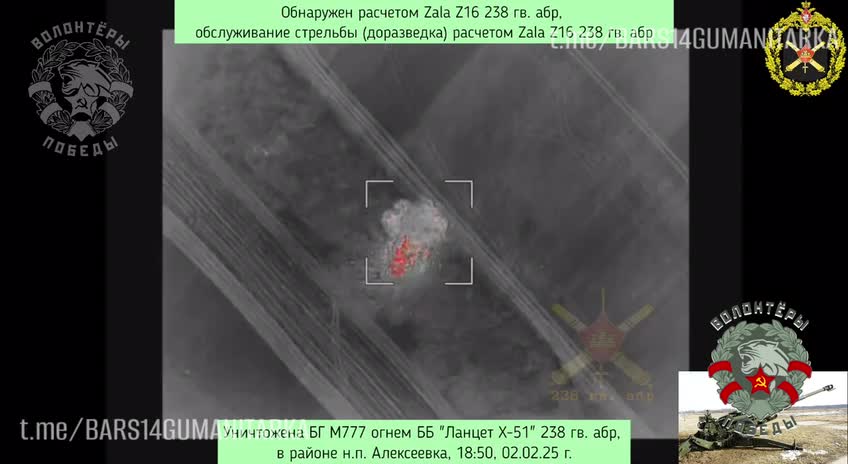 Обнаружен расчетом Zala Z16 238 гв. абр,
обслуживание стрельбы (доразведка) расчетом Zala Z16 238 гв. абр
t.me/BARS14GUMANITARKA
ВОЛОНТЁРЫ
ПОБЕДЫ
ВОЛОНТЁРЫ
ПОБЕДЫ
238 гв. абр
t.me/BARS14GUMANITARKA
Уничтожена БГ М777 огнем ББ "Ланцет Х-51" 238 гв. абр,
в районе н.п. Алексеевка, 18:50, 02.02.25 г.